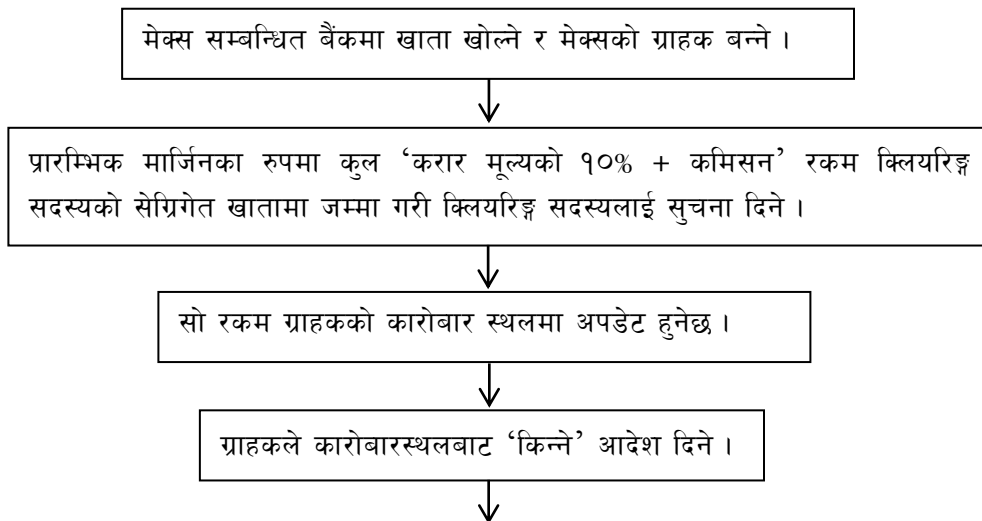 मेक्स सम्बन्धित बैंकमा खाता खोल्ने र मेक्सको ग्राहक बन्ने ।
प्रारम्भिक मार्जिनका रुपमा कुल ‘करार मूल्यको १०% + कमिसन’ रकम क्लियरिङ्ग
सदस्यको सेग्रिगेत खातामा जम्मा गरी क्लियरिङ्ग सदस्यलाई सुचना दिने ।
सो रकम ग्राहकको कारोबार स्थलमा अपडेट हुनेछ ।
ग्राहकले कारोबारस्थलबाट ‘किन्ने’ आदेश दिने ।